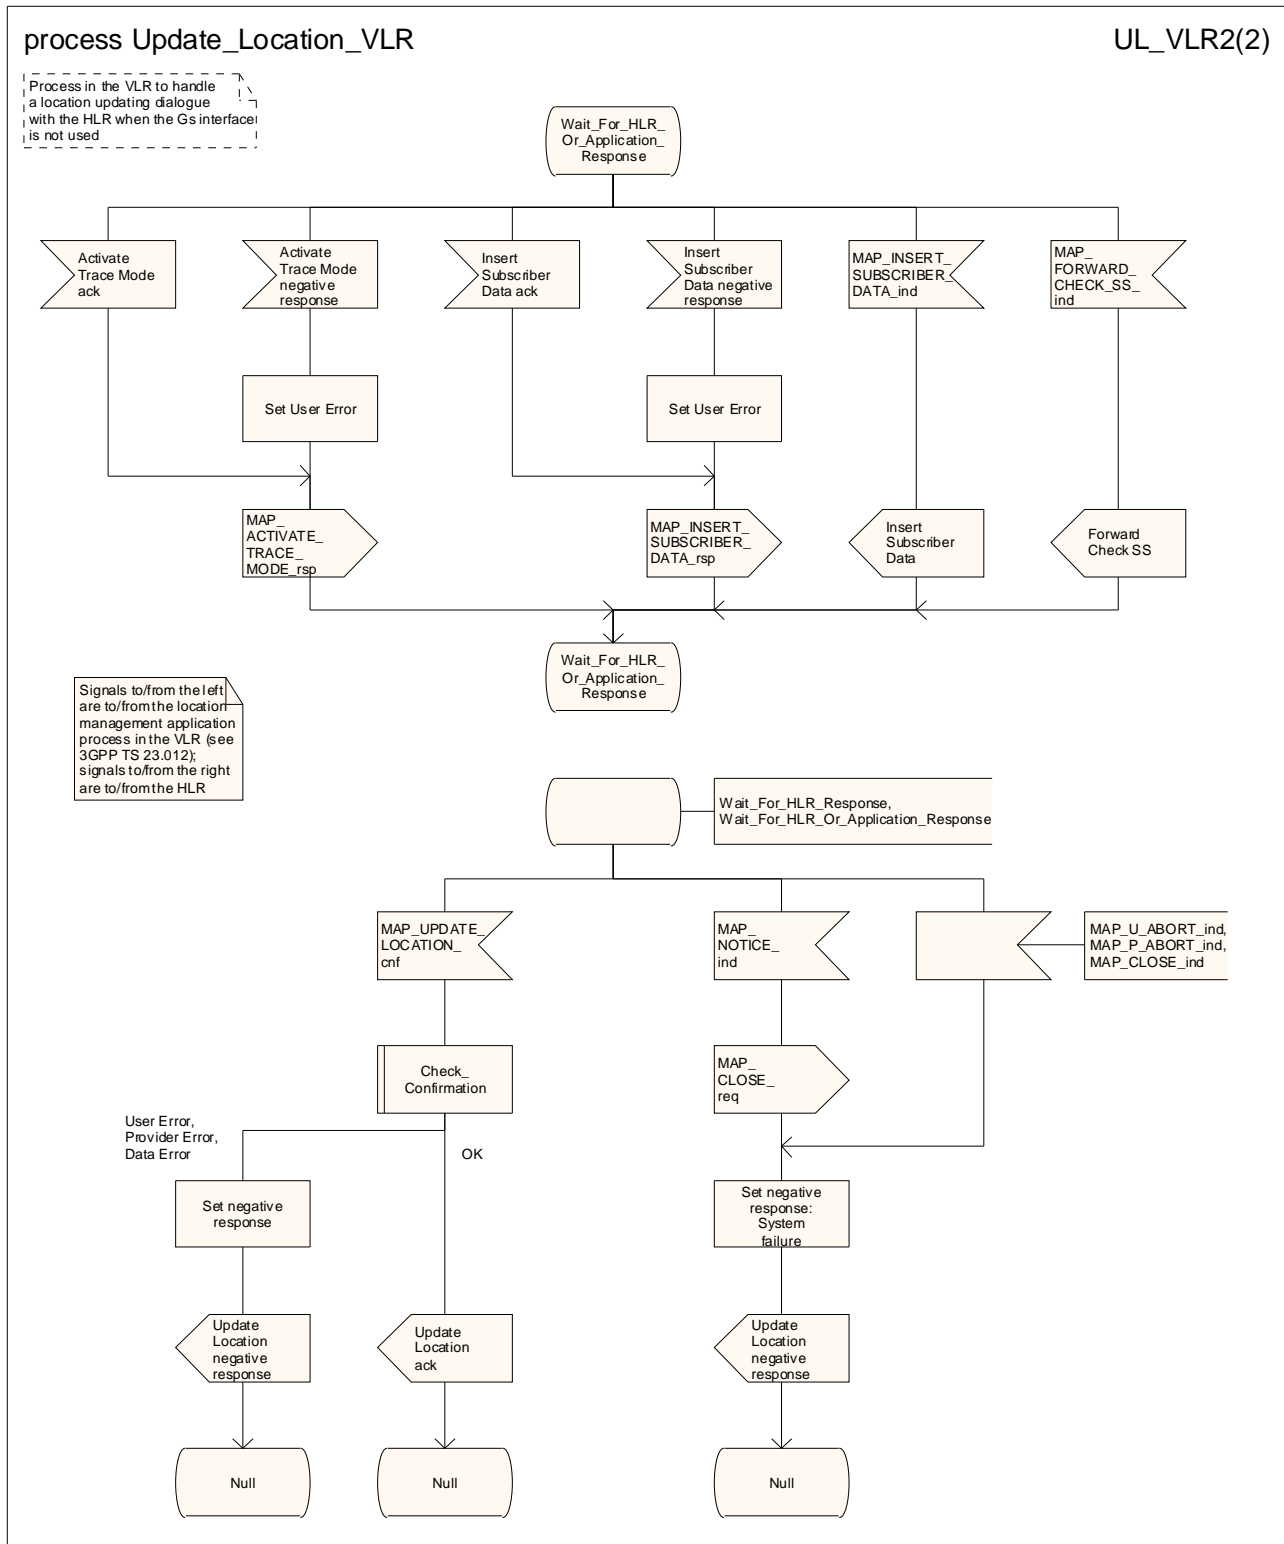 process Update_Location_VLR
UL_VLR2(2)
Process in the VLR to handle
a location updating dialogue
with the HLR when the Gs interface
is not used
Wait_For_HLR_
Or_Application_
Response
Activate
Trace Mode
ack
Activate
Trace Mode
negative
response
Insert
Subscriber
Data ack
Insert
Subscriber
Data negative
response
MAP_INSERT_
SUBSCRIBER_
DATA_ind
MAP_
FORWARD_
CHECK_SS_
ind
Set User Error
Set User Error
MAP_
ACTIVATE_
TRACE_
MODE_rsp
MAP_INSERT_
SUBSCRIBER_
DATA_rsp
Insert
Subscriber
Data
Forward
Check SS
Wait_For_HLR_
Or_Application_
Response
Signals to/from the left
are to/from the location
management application
process in the VLR (see
3GPP TS 23.012);
signals to/from the right
are to/from the HLR
Wait_For_HLR_Response,
Wait_For_HLR_Or_Application_Response
MAP_UPDATE_
LOCATION_
cnf
MAP_
NOTICE_
ind
MAP_U_ABORT_ind,
MAP_P_ABORT_ind,
MAP_CLOSE_ind
Check_
Confirmation
MAP_
CLOSE_
req
User Error,
Provider Error,
Data Error
OK
Set negative
response
Set negative
response:
System
failure
Update
Location
negative
response
Update
Location
ack
Update
Location
negative
response
Null
Null
Null